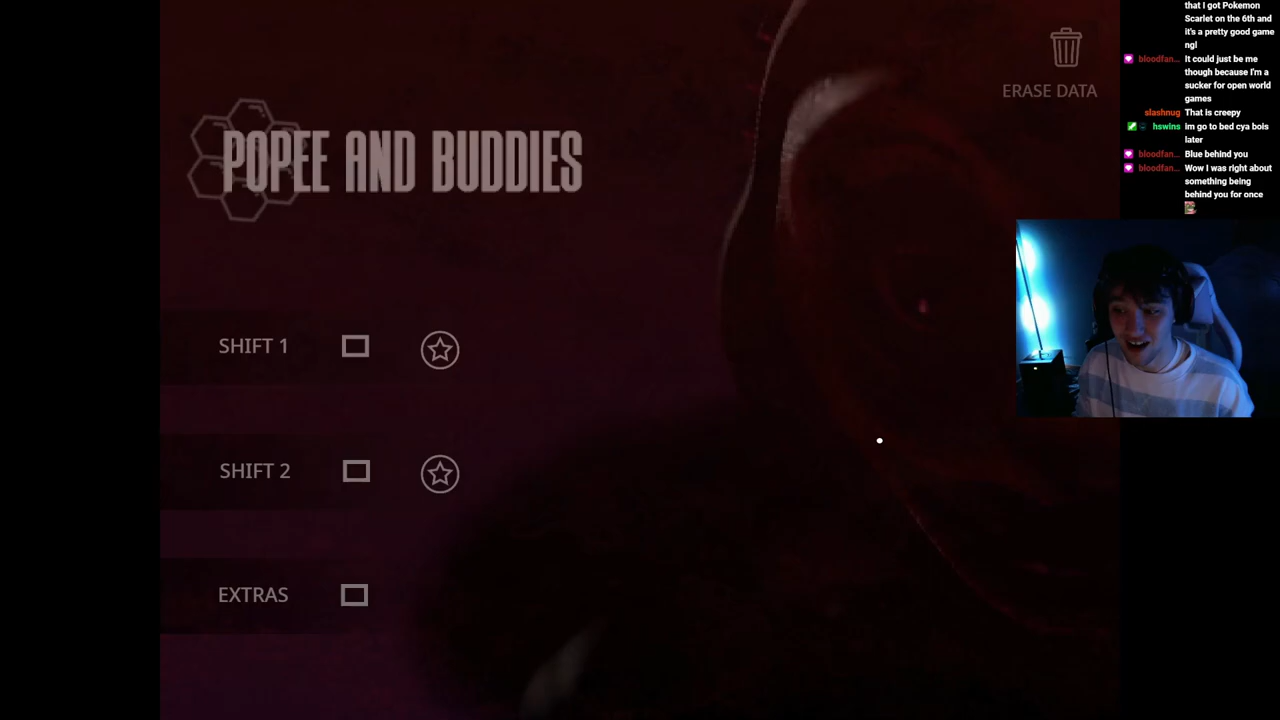 ERASE DATA
POPEE AND BUDDIES
SHIFT 1
SHIFT 2
EXTRAS
that I got Pokemon
Scarlet on the 6th and
it's a pretty good game
ngl
bloodfan... It could just be me
though because I'm a
sucker for open world
games
slashnug That is creepy
hswins Im go to bed cya bois
later
bloodfan... Blue behind you
bloodfan... Wow I was right about
something being
behind you for once